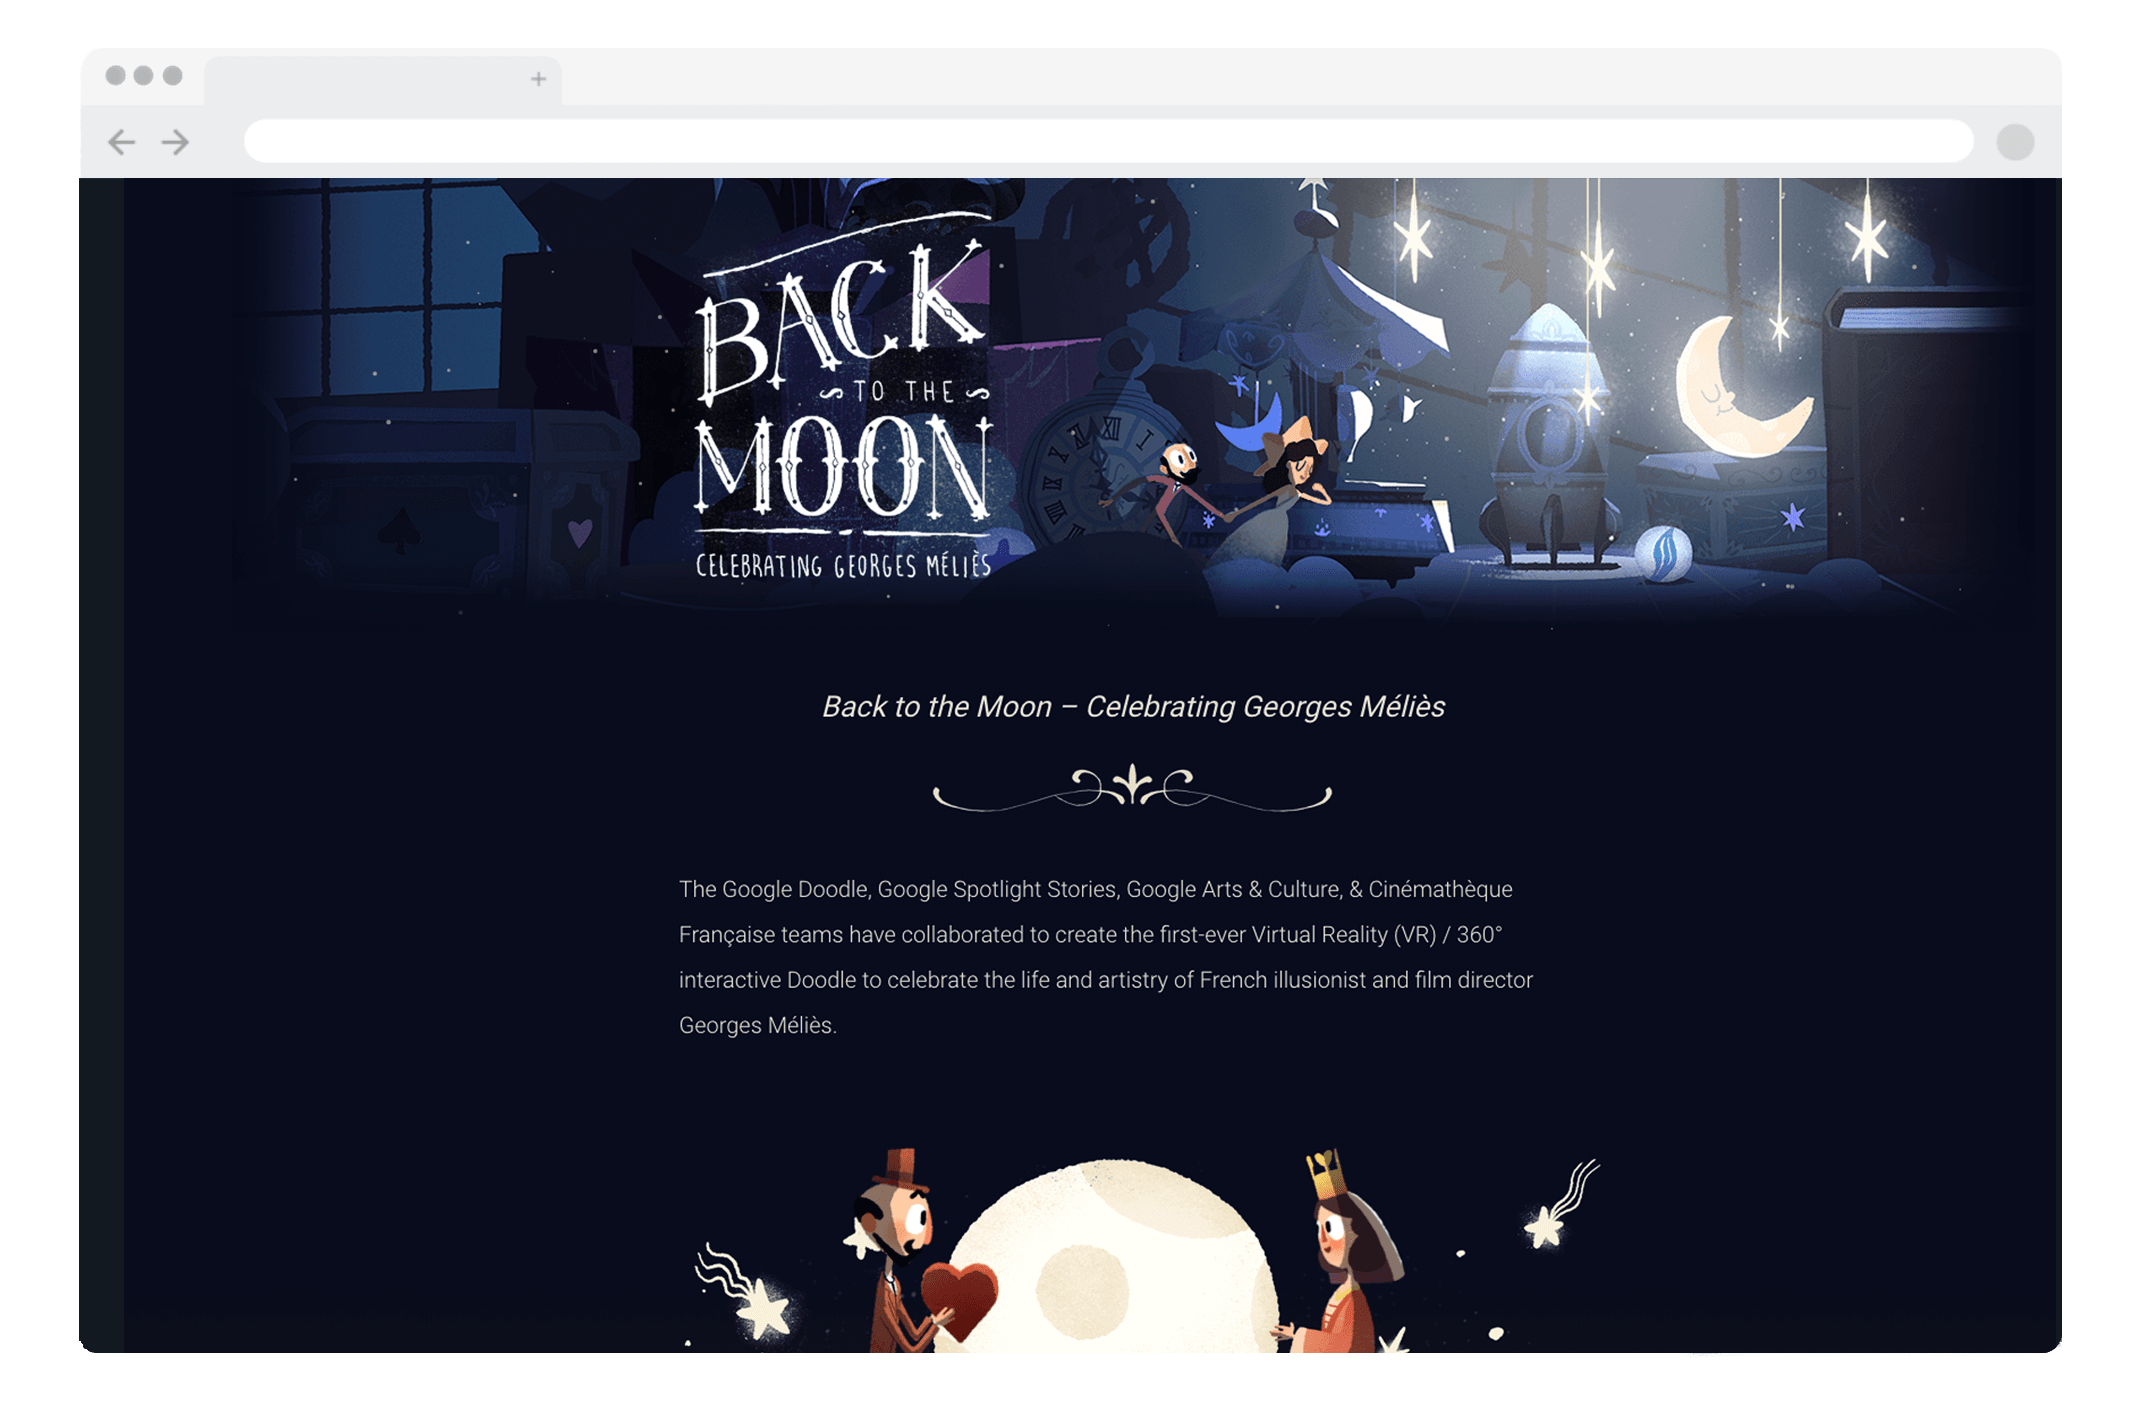 BACK
TO THE
MOON
CELEBRATING GEORGES MÉLIÈS
XII
I
Back to the Moon – Celebrating Georges Méliès
The Google Doodle, Google Spotlight Stories, Google Arts & Culture, & Cinémathèque
Française teams have collaborated to create the first-ever Virtual Reality (VR) / 360°
interactive Doodle to celebrate the life and artistry of French illusionist and film director
Georges Méliès.